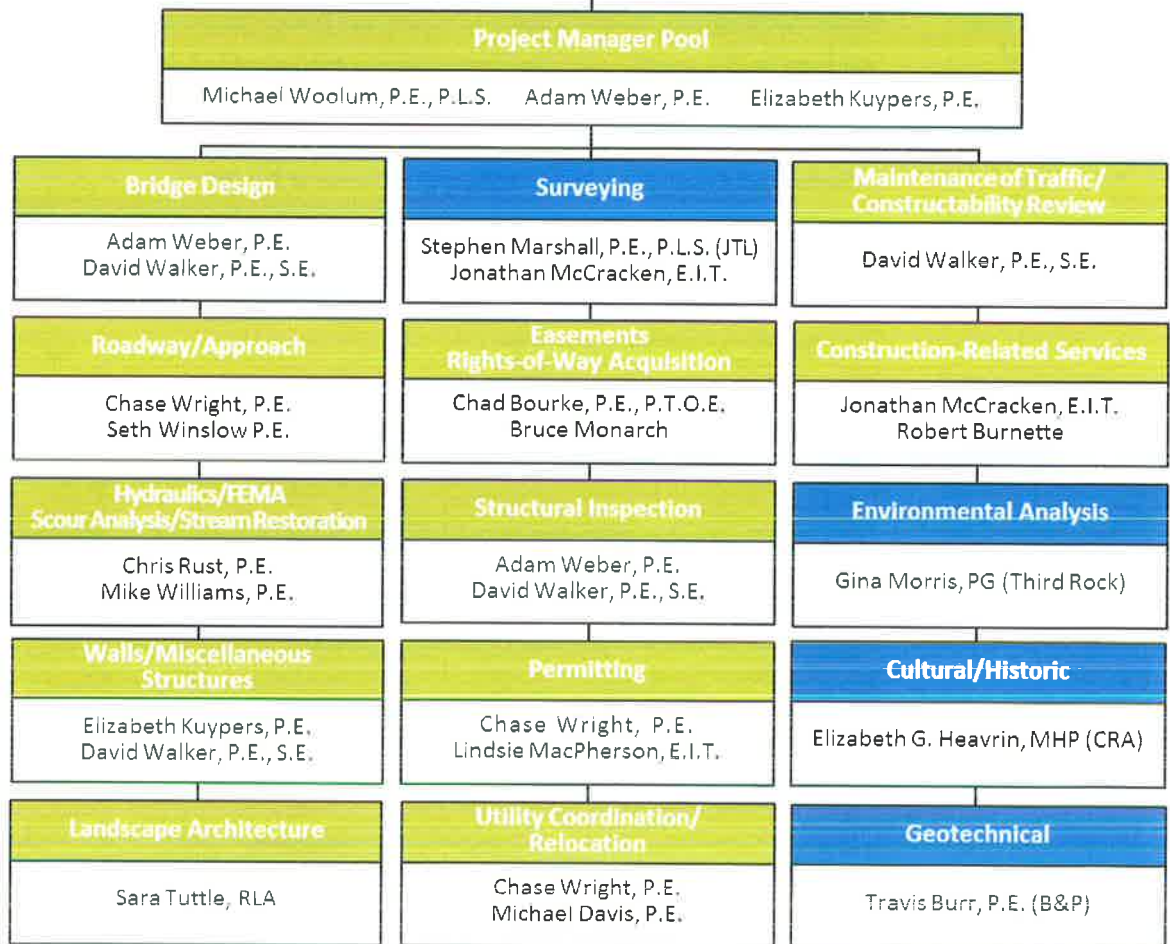 Project Manager Pool
Michael Woolum, P.E., P.L.S. Adam Weber, P.E. Elizabeth Kuypers, P.E.
Bridge Design
Adam Weber, P.E.
David Walker, P.E., S.E.
Roadway/Approach
Chase Wright, P.E.
Seth Winslow P.E.
Hydraulics/FEMA
Scour Analysis/Stream Restoration
Chris Rust, P.E.
Mike Williams, P.E.
Walls/Miscellaneous
Structures
Elizabeth Kuypers, P.E.
David Walker, P.E., S.E.
Landscape Architecture
Sara Tuttle, RLA
Surveying
Stephen Marshall, P.E., P.L.S. (JTL)
Jonathan McCracken, E.I.T.
Easements
Rights-of-Way Acquisition
Chad Bourke, P.E., P.T.O.E.
Bruce Monarch
Structural Inspection
Adam Weber, P.E.
David Walker, P.E., S.E.
Permitting
Chase Wright, P.E.
Lindsie MacPherson, E.I.T.
Utility Coordination/
Relocation
Chase Wright, P.E.
Michael Davis, P.E.
Maintenance of Traffic/
Constructability Review
David Walker, P.E., S.E.
Construction-Related Services
Jonathan McCracken, E.I.T.
Robert Burnette
Environmental Analysis
Gina Morris, PG (Third Rock)
Cultural/Historic
Elizabeth G. Heavrin, MHP (CRA)
Geotechnical
Travis Burr, P.E. (B&P)